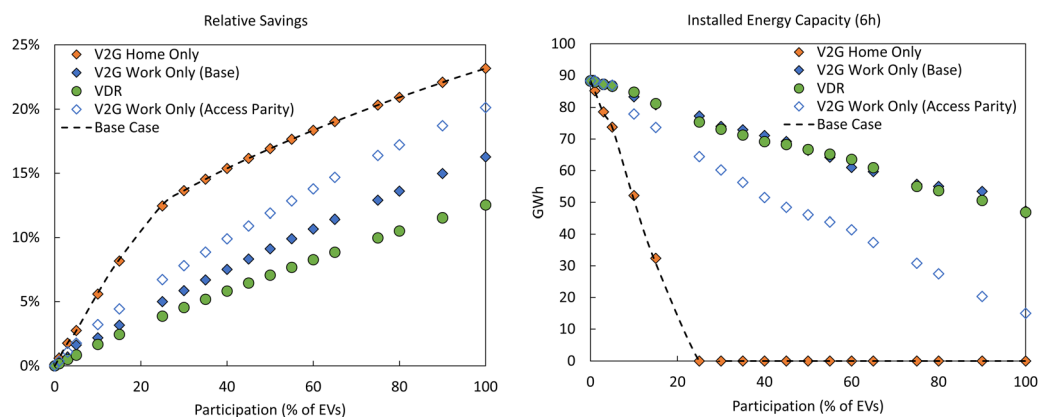 Relative Savings
25%
20%
15%
10%
5%
0%
V2G Home Only
V2G Work Only (Base)
VDR
V2G Work Only (Access Parity)
Base Case
0 20 40 60 80 100
Participation (% of EVs)
Installed Energy Capacity (6h)
GWh
100
90
80
70
60
50
40
30
20
10
0
V2G Home Only
V2G Work Only (Base)
VDR
V2G Work Only (Access Parity)
Base Case
0 20 40 60 80 100
Participation (% of EVs)